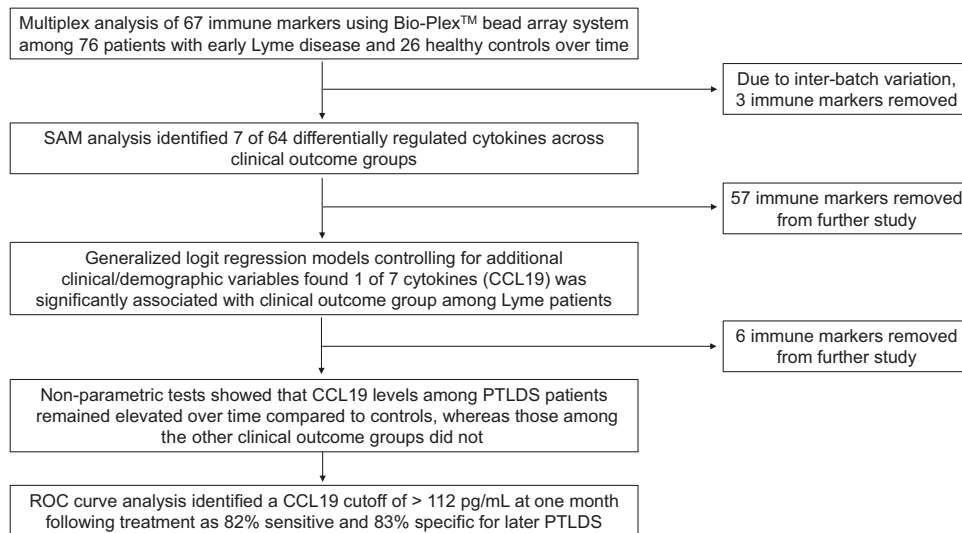 Multiplex analysis of 67 immune markers using Bio-Plex™ bead array system
among 76 patients with early Lyme disease and 26 healthy controls over time
Due to inter-batch variation,
3 immune markers removed
SAM analysis identified 7 of 64 differentially regulated cytokines across
clinical outcome groups
57 immune markers removed
from further study
Generalized logit regression models controlling for additional
clinical/demographic variables found 1 of 7 cytokines (CCL19) was
significantly associated with clinical outcome group among Lyme patients
6 immune markers removed
from further study
Non-parametric tests showed that CCL19 levels among PTLDS patients
remained elevated over time compared to controls, whereas those among
the other clinical outcome groups did not
ROC curve analysis identified a CCL19 cutoff of > 112 pg/mL at one month
following treatment as 82% sensitive and 83% specific for later PTLDS